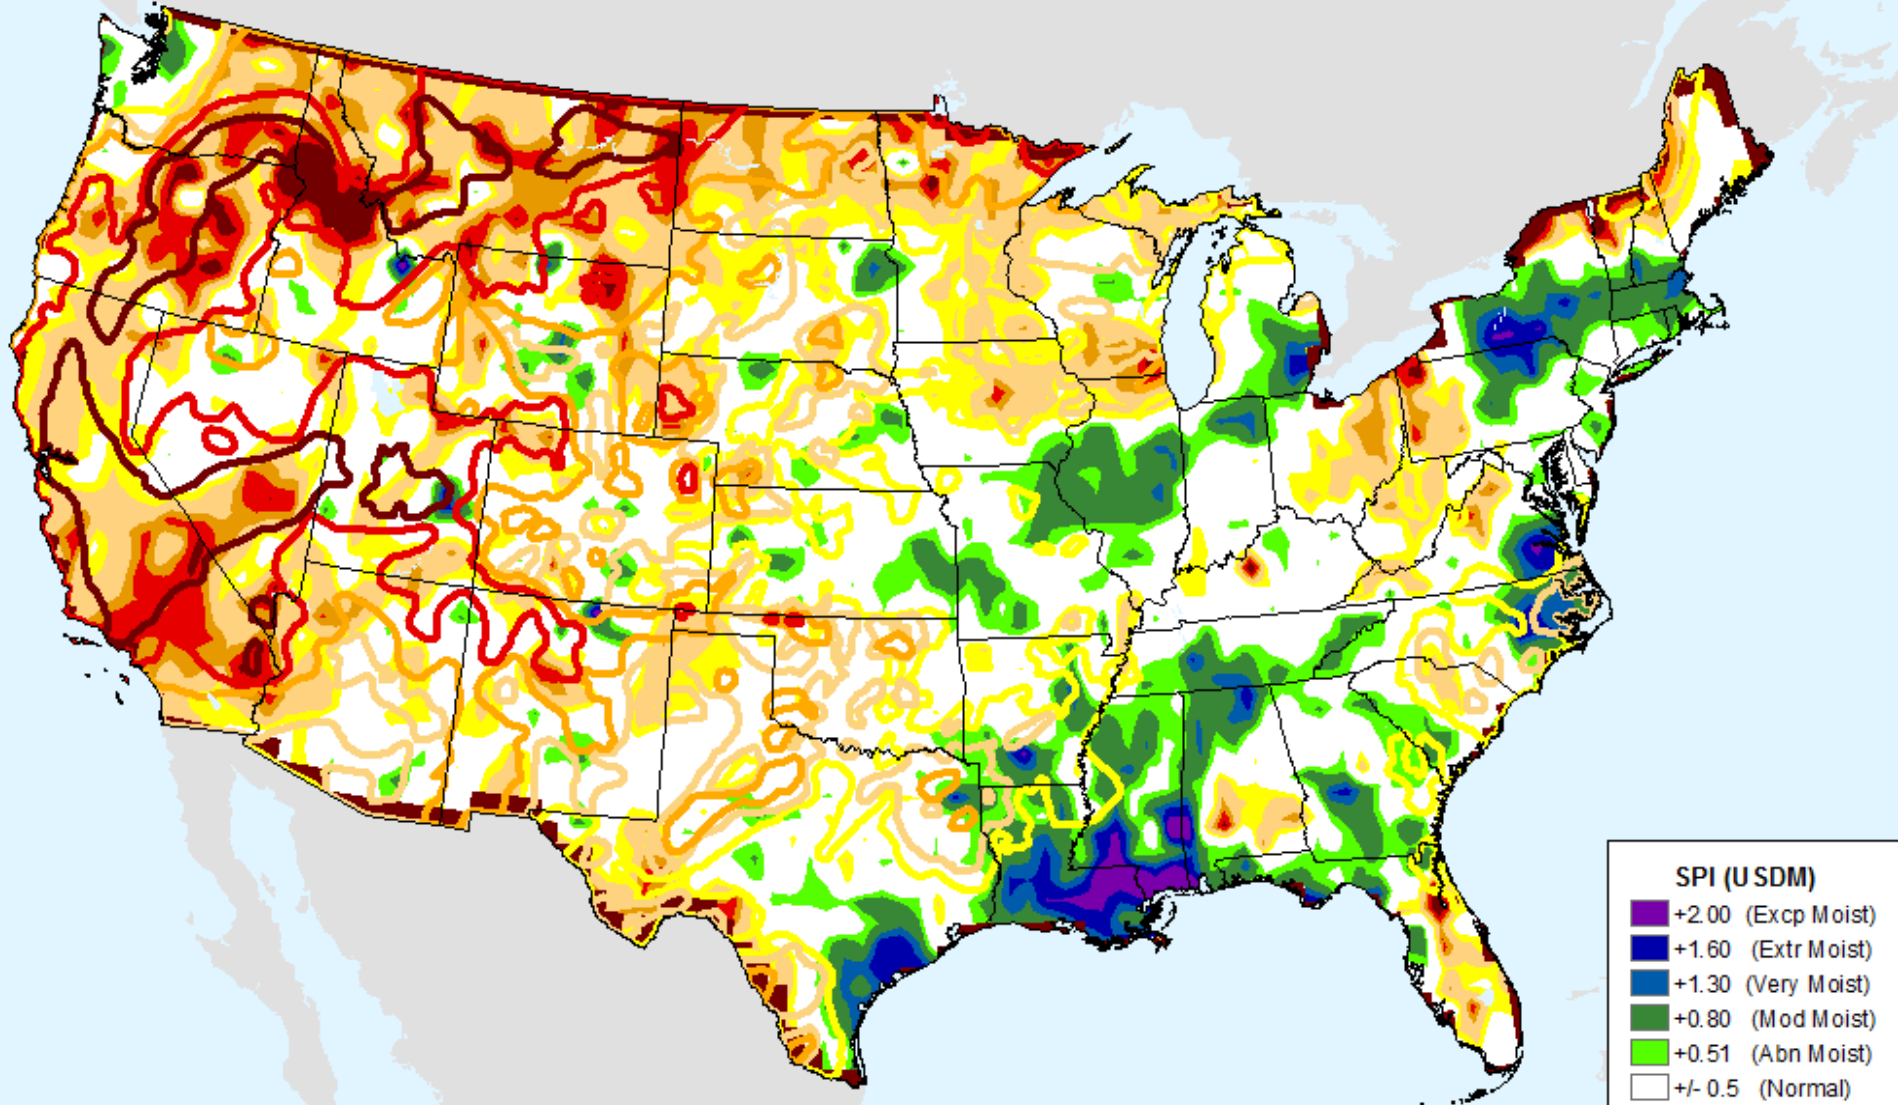 SPI (USDM)
+2.00 (Excp Moist)
+1.60 (Extr Moist)
+1.30 (Very Moist)
+0.80 (Mod Moist)
+0.51 (Abn Moist)
+/- 0.5 (Normal)